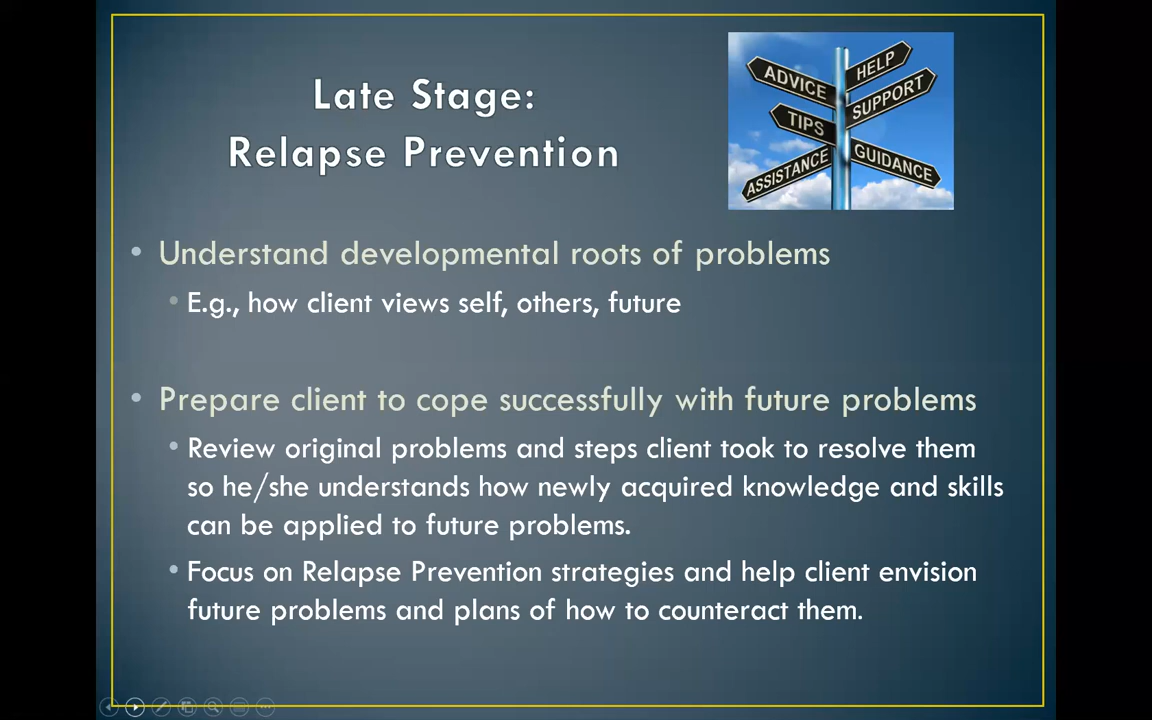 Late Stage:
Relapse Prevention
ADVICE
HELP
SUPPORT
TIPS
ASSISTANCE
GUIDANCE
• Understand developmental roots of problems
• E.g., how client views self, others, future
• Prepare client to cope successfully with future problems
• Review original problems and steps client took to resolve them
so he/she understands how newly acquired knowledge and skills
can be applied to future problems.
• Focus on Relapse Prevention strategies and help client envision
future problems and plans of how to counteract them.